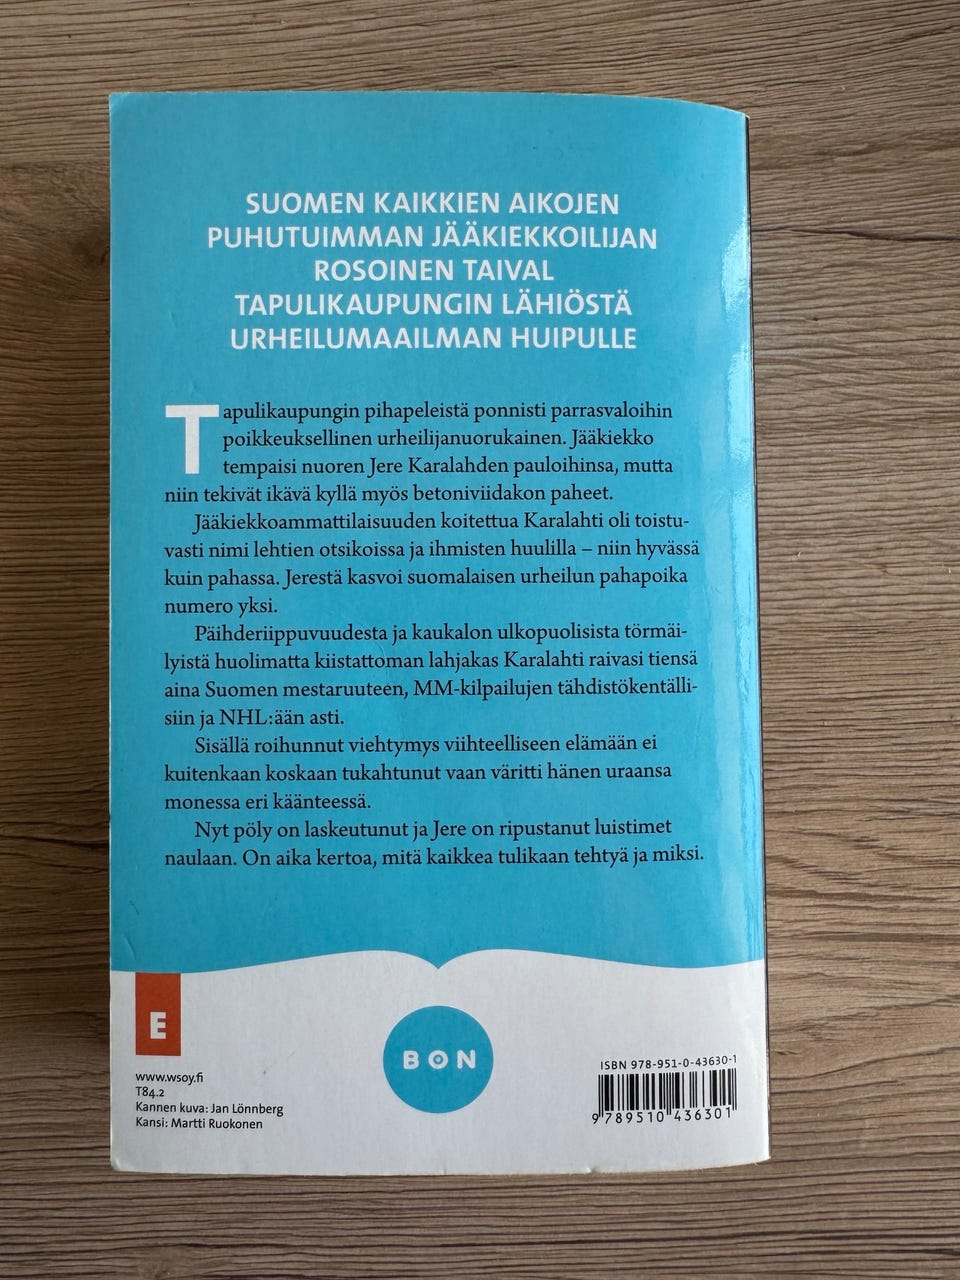 SUOMEN KAIKKIEN AIKOJEN
PUHUTUIMMAN JÄÄKIEKKOILIJAN
ROSOINEN TAIVAL
TAPULIKAUPUNGIN LÄHIÖSTÄ
URHEILUMAAILMAN HUIPULLE
Tapulikaupungin pihapeleistä ponnisti parrasvaloihin
poikkeuksellinen urheilijanuorukainen. Jääkiekko
tempaisi nuoren Jere Karalahden pauloihinsa, mutta
niin tekivät ikävä kyllä myös betoniviidakon paheet.
Jääkiekkoammattilaisuuden koitettua Karalahti oli toistu-
vasti nimi lehtien otsikoissa ja ihmisten huulilla – niin hyvässä
kuin pahassa. Jerestä kasvoi suomalaisen urheilun pahapoika
numero yksi.
Päihderiippuvuudesta ja kaukalon ulkopuolisista törmäi-
lyistä huolimatta kiistattoman lahjakas Karalahti raivasi tiensä
aina Suomen mestaruuteen, MM-kilpailujen tähdistökentälli-
siin ja NHL:ään asti.
Sisällä roihunnut viehtymys viihteelliseen elämään ei
kuitenkaan koskaan tukahtunut vaan väritti hänen uraansa
monessa eri käänteessä.
Nyt pöly on laskeutunut ja Jere on ripustanut luistimet
naulaan. On aika kertoa, mitä kaikkea tulikaan tehtyä ja miksi.
E
www.wsoy.fi
T84.2
Kannen kuva: Jan Lönnberg
Kansi: Martti Ruokonen
BON
ISBN 978-951-0-43630-1
9 789510 436301